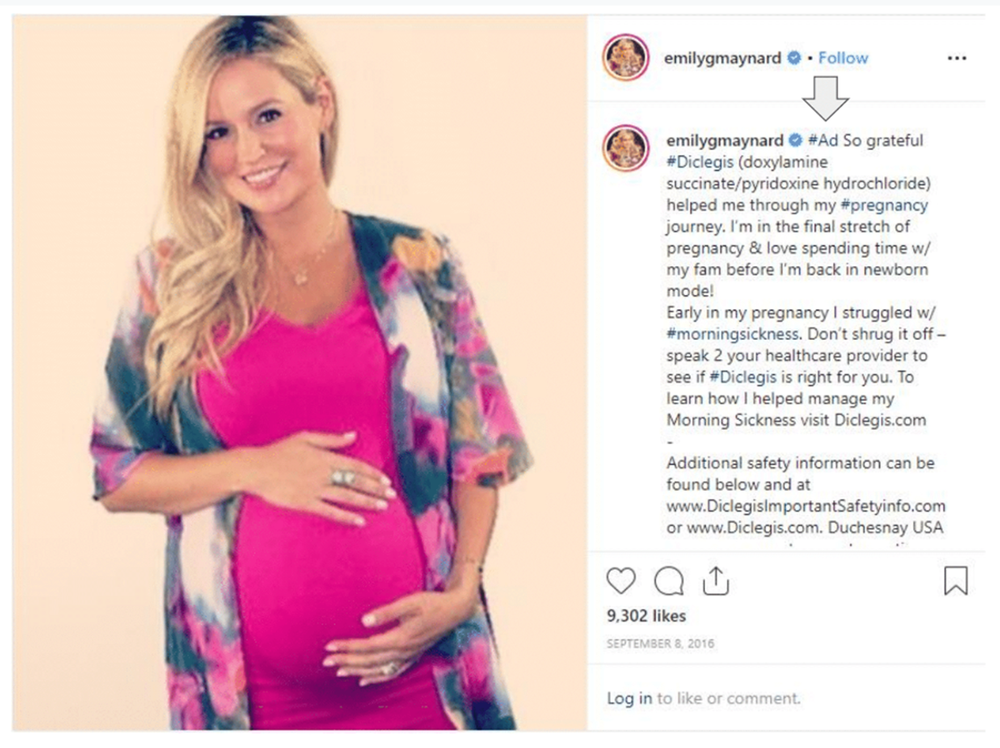 emilygmaynard • Follow
emilygmaynard #Ad So grateful
#Diclegis (doxylamine
succinate/pyridoxine hydrochloride)
helped me through my #pregnancy
journey. I'm in the final stretch of
pregnancy & love spending time w/
my fam before I'm back in newborn
mode!
Early in my pregnancy I struggled w/
#morningsickness. Don't shrug it off –
speak 2 your healthcare provider to
see if #Diclegis is right for you. To
learn how I helped manage my
Morning Sickness visit Diclegis.com
-
Additional safety information can be
found below and at
www.DiclegisImportantSafetyinfo.com
or www.Diclegis.com. Duchesnay USA
9,302 likes
SEPTEMBER 8, 2016
Log in to like or comment.